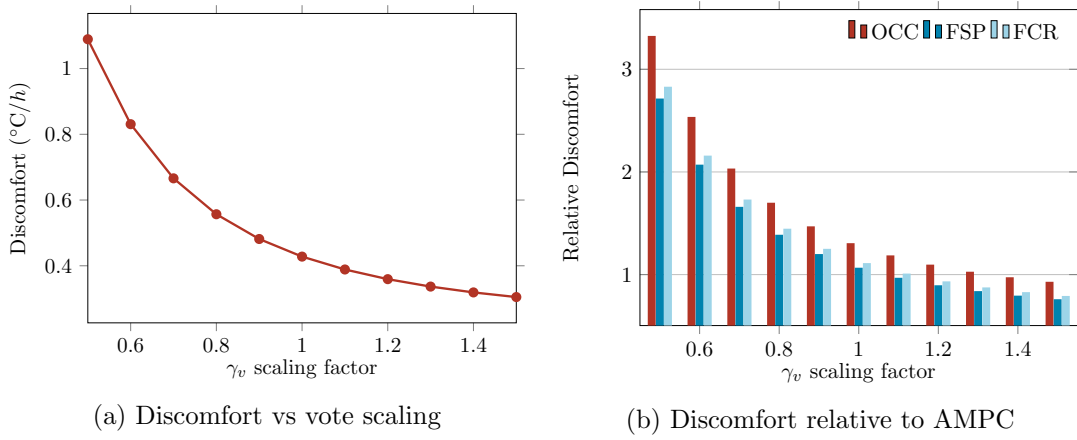 1
0.8
0.6
0.4
Discomfort (°C/h)
0.6 0.8 1 1.2 1.4
γv scaling factor
(a) Discomfort vs vote scaling
OCC FSP FCR
3
2
1
Relative Discomfort
0.6 0.8 1 1.2 1.4
γv scaling factor
(b) Discomfort relative to AMPC